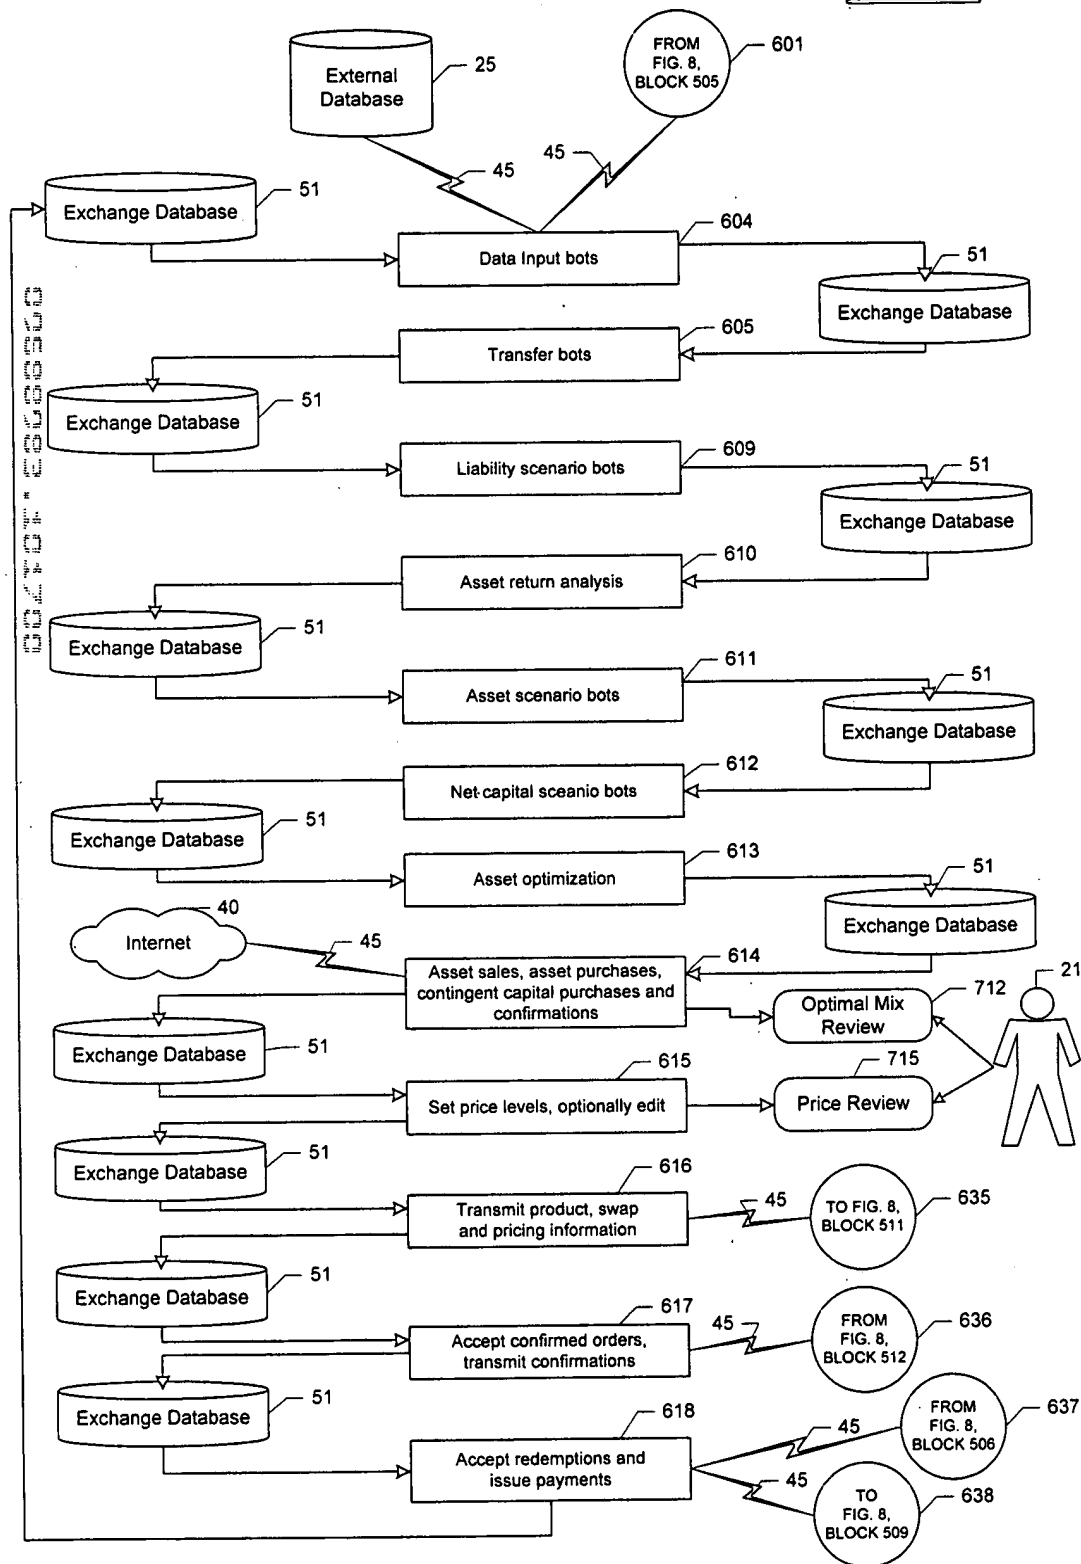 FROM
FIG. 8,
BLOCK 505
601
External
Database
25
45
45
Exchange Database
51
604
Data Input bots
51
Exchange Database
605
Transfer bots
51
Exchange Database
609
Liability scenario bots
51
Exchange Database
610
Asset return analysis
51
Exchange Database
611
Asset scenario bots
51
Exchange Database
612
Net capital sceanio bots
51
Exchange Database
613
Asset optimization
51
Exchange Database
40
Internet
45
614
Asset sales, asset purchases,
contingent capital purchases and
confirmations
712
Optimal Mix
Review
21
51
Exchange Database
615
Set price levels, optionally edit
715
Price Review
51
Exchange Database
616
Transmit product, swap
and pricing information
45
TO FIG. 8,
BLOCK 511
635
51
Exchange Database
617
Accept confirmed orders,
transmit confirmations
45
FROM
FIG. 8,
BLOCK 512
636
51
Exchange Database
618
Accept redemptions and
issue payments
45
FROM
FIG. 8,
BLOCK 506
637
45
TO
FIG. 8,
BLOCK 509
638